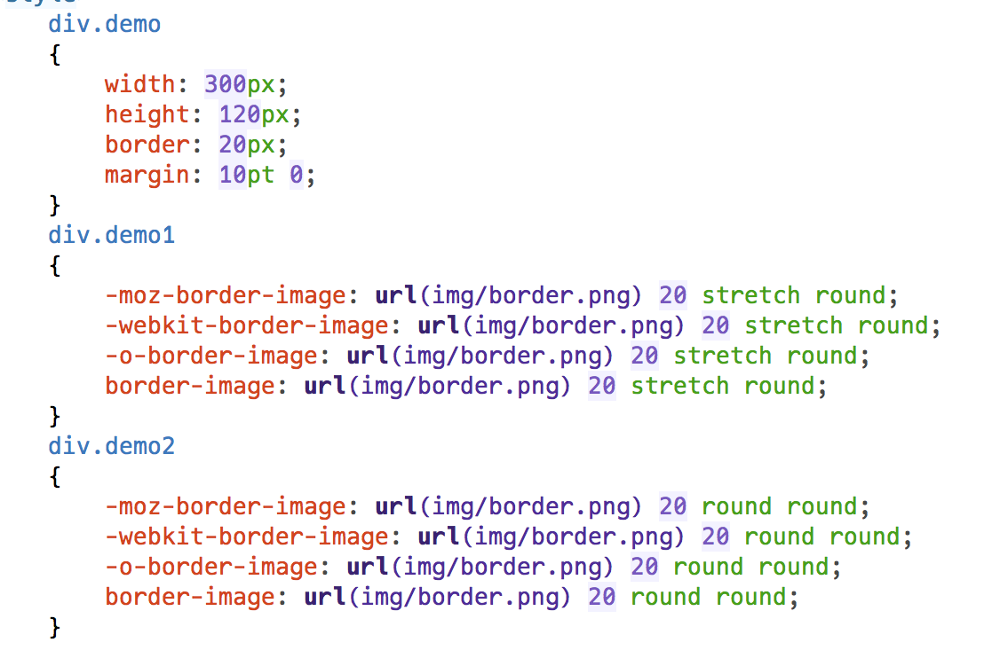 style
div.demo
{
width: 300px;
height: 120px;
border: 20px;
margin: 10pt 0;
}
div.demo1
{
-moz-border-image: url(img/border.png) 20 stretch round;
-webkit-border-image: url(img/border.png) 20 stretch round;
-o-border-image: url(img/border.png) 20 stretch round;
border-image: url(img/border.png) 20 stretch round;
}
div.demo2
{
-moz-border-image: url(img/border.png) 20 round round;
-webkit-border-image: url(img/border.png) 20 round round;
-o-border-image: url(img/border.png) 20 round round;
border-image: url(img/border.png) 20 round round;
}